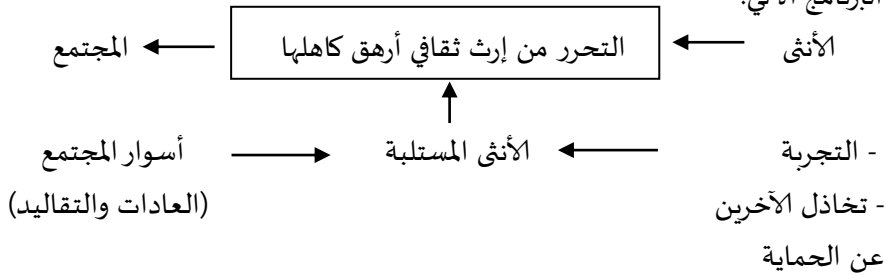 البرنامج الآتي:
الأنثى التحرر من إرث ثقافي أرهق كاهلها المجتمع
- التجربة الأنثى المستلبة أسوار المجتمع
- تخاذل الآخرين (العادات والتقاليد)
عن الحماية